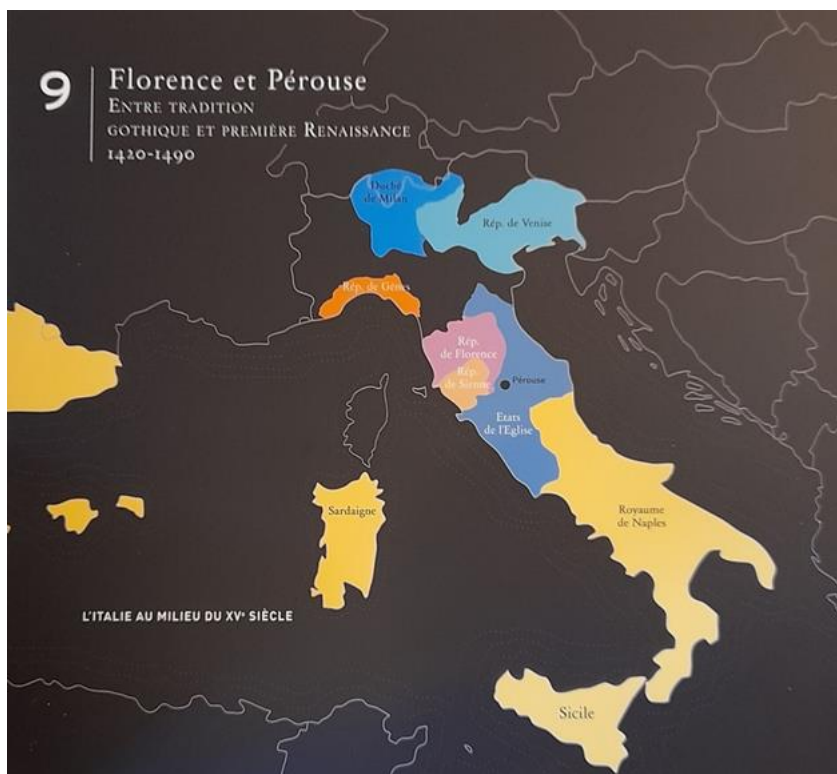 9
Florence et Pérouse
ENTRE TRADITION
GOTHIQUE ET PREMIÈRE RENAISSANCE
1420-1490
Duché
de Milan
Rép. de Venise
Rép. de Gênes
Rép.
de Florence
Rép.
de Sienne
Pérouse
Etats
de l'Eglise
Royaume
de Naples
Sardaigne
L'ITALIE AU MILIEU DU XVe SIÈCLE
Sicile